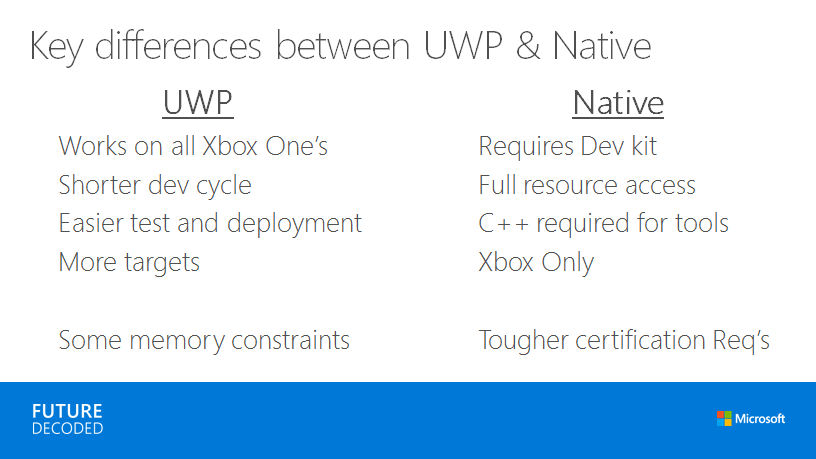 Key differences between UWP & Native
UWP
Works on all Xbox One's
Shorter dev cycle
Easier test and deployment
More targets
Some memory constraints
Native
Requires Dev kit
Full resource access
C++ required for tools
Xbox Only
Tougher certification Req's
FUTURE
DECODED
Microsoft